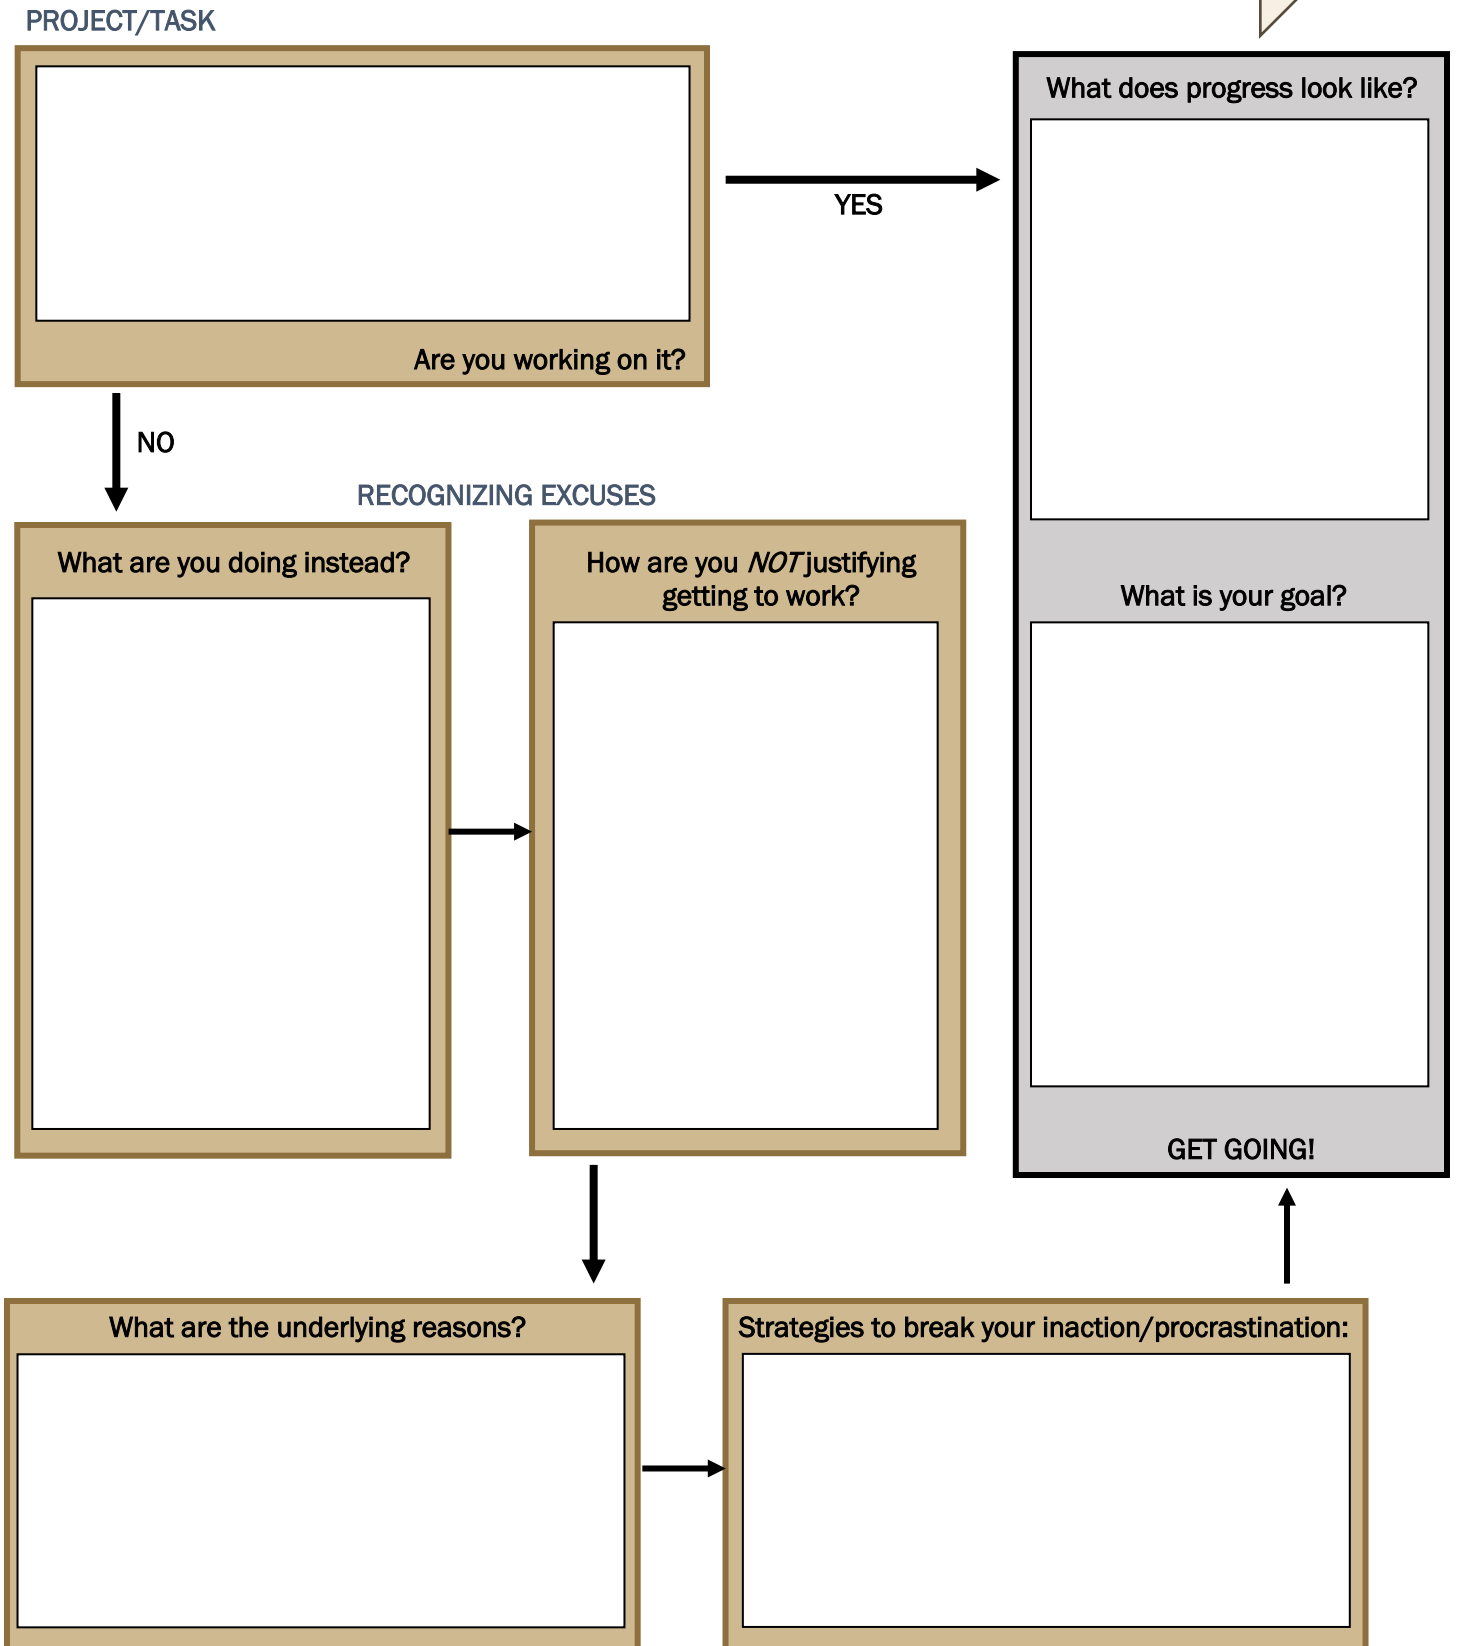 PROJECT/TASK
Are you working on it?
YES
What does progress look like?
What is your goal?
GET GOING!
NO
RECOGNIZING EXCUSES
What are you doing instead?
How are you NOT justifying
getting to work?
What are the underlying reasons?
Strategies to break your inaction/procrastination: